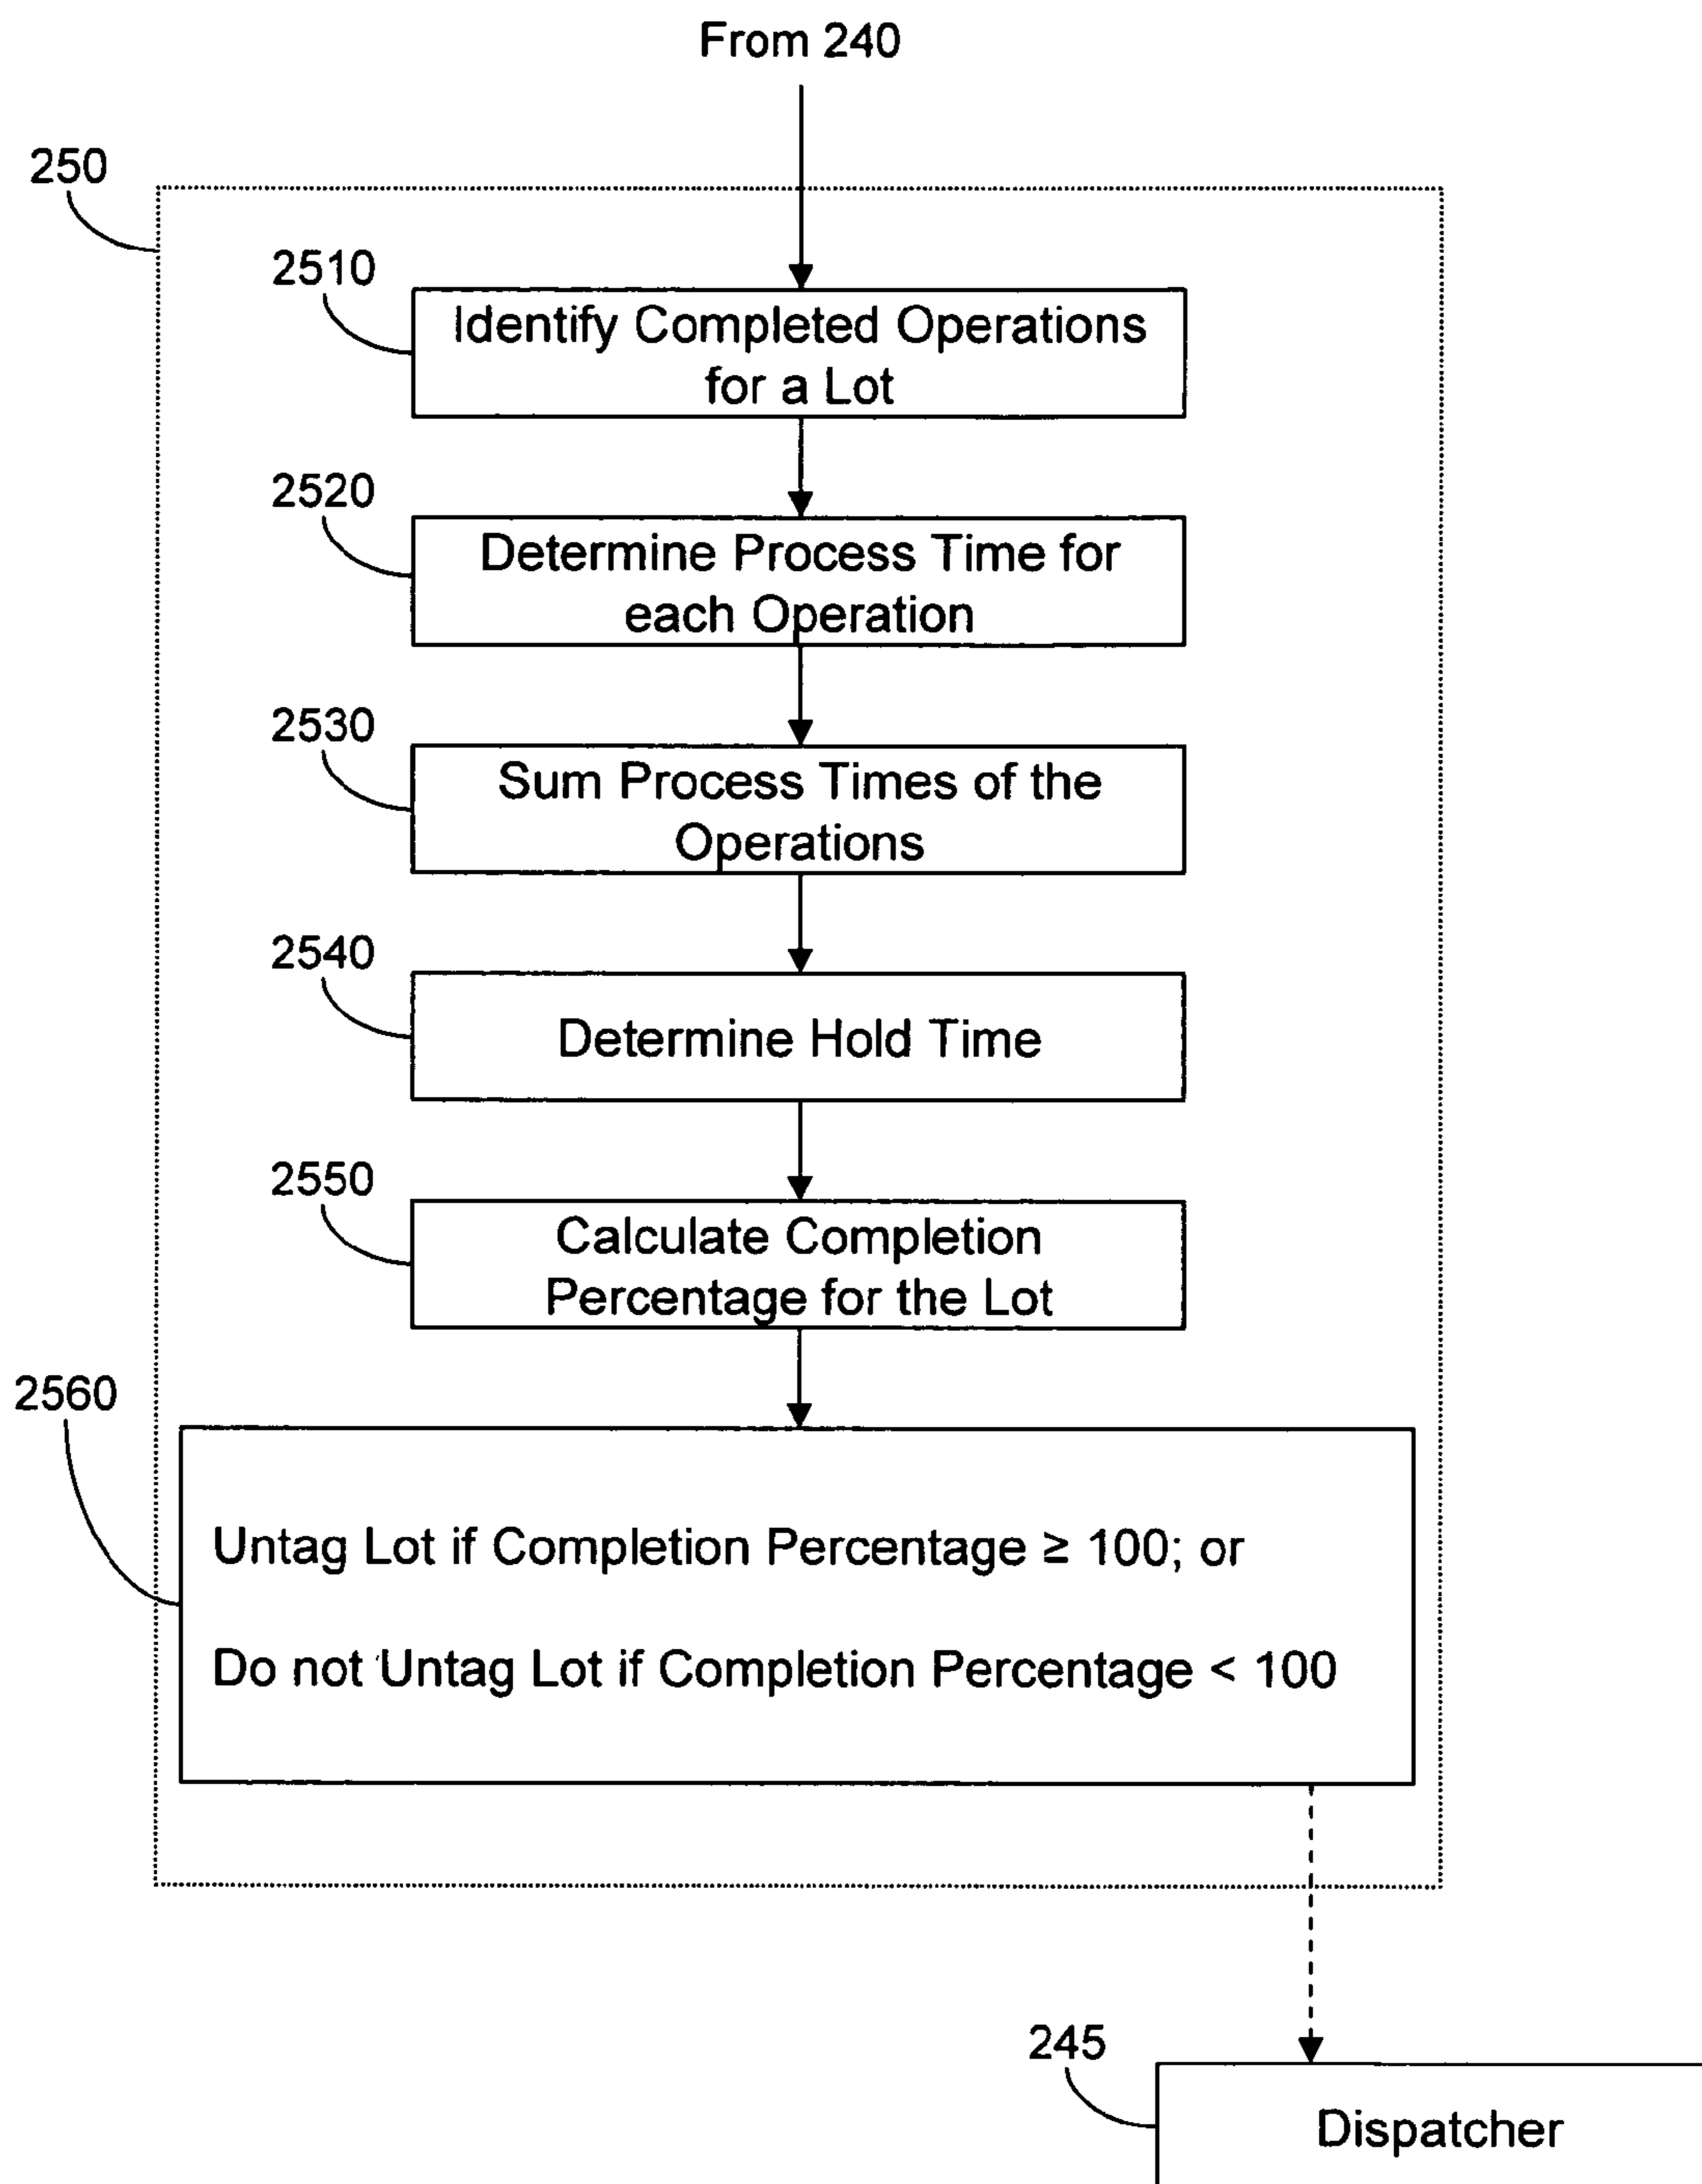 From 240
250
2510
Identify Completed Operations
for a Lot
2520
Determine Process Time for
each Operation
2530
Sum Process Times of the
Operations
2540
Determine Hold Time
2550
Calculate Completion
Percentage for the Lot
2560
Untag Lot if Completion Percentage ≥ 100; or
Do not Untag Lot if Completion Percentage < 100
245
Dispatcher